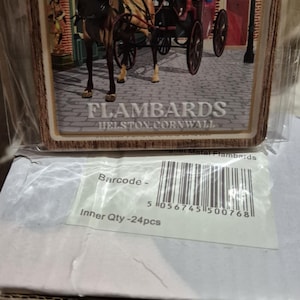 FLAMBARDS
HELSTON CORNWALL
Flambards
Barcode -
5 056745 500768
Inner Qty -24pcs